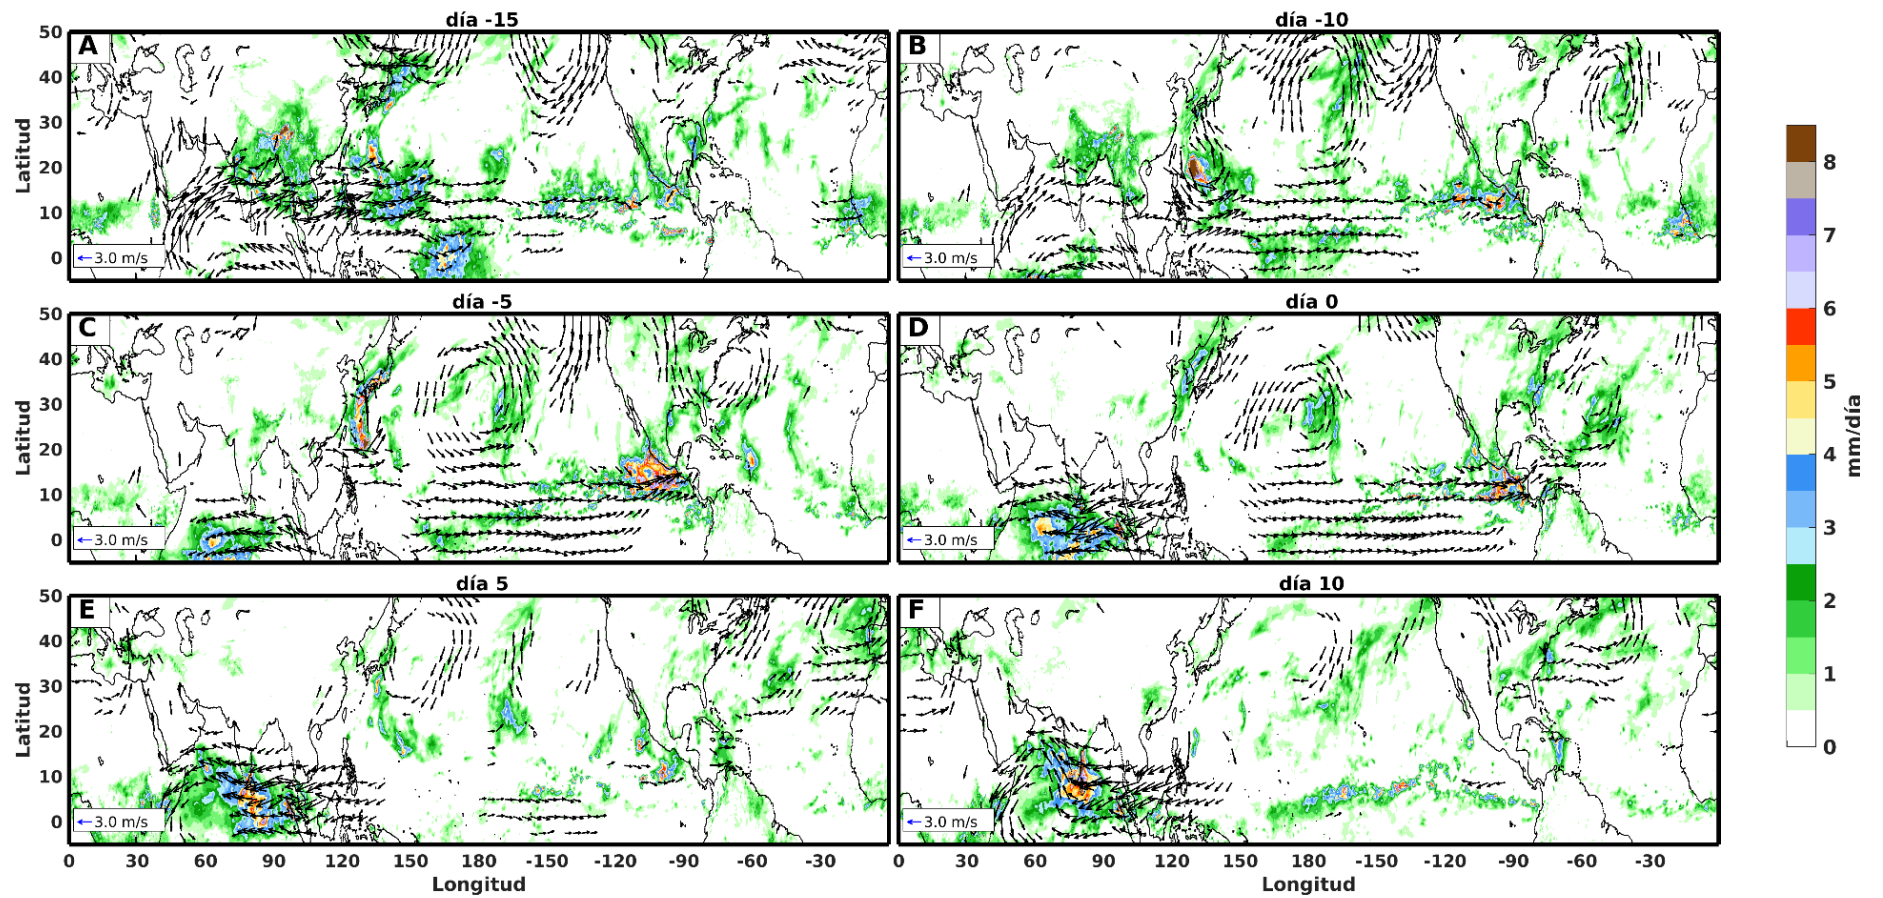 día -15
día -10
A
B
50
40
30
20
10
0
Latitud
3.0 m/s
3.0 m/s
día -5
día 0
C
D
50
40
30
20
10
0
Latitud
3.0 m/s
3.0 m/s
día 5
día 10
E
F
50
40
30
20
10
0
Latitud
3.0 m/s
3.0 m/s
0 30 60 90 120 150 180 -150 -120 -90 -60 -30
0 30 60 90 120 150 180 -150 -120 -90 -60 -30
Longitud
Longitud
8
7
6
5
4
3
2
1
0
mm/día